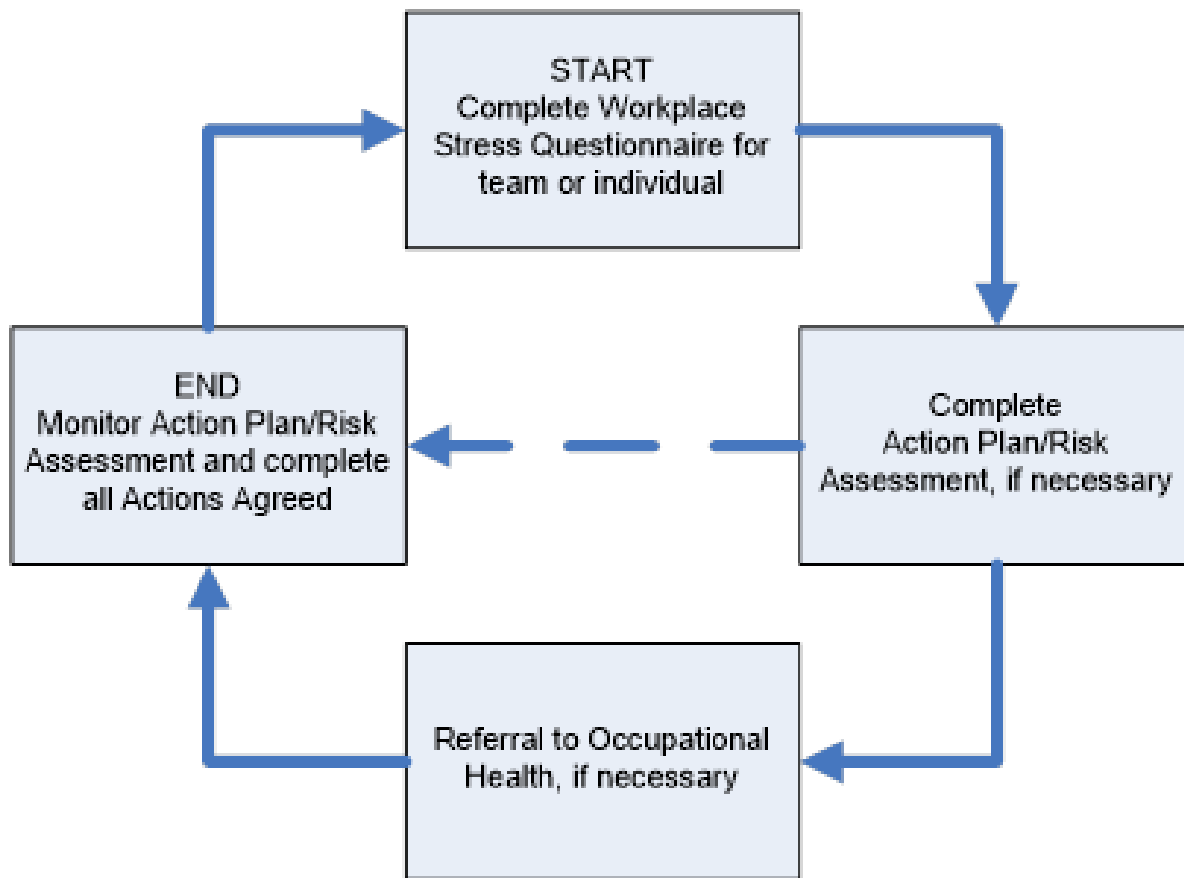 START
Complete Workplace
Stress Questionnaire for
team or individual
Complete
Action Plan/Risk
Assessment, if necessary
Referral to Occupational
Health, if necessary
END
Monitor Action Plan/Risk
Assessment and complete
all Actions Agreed